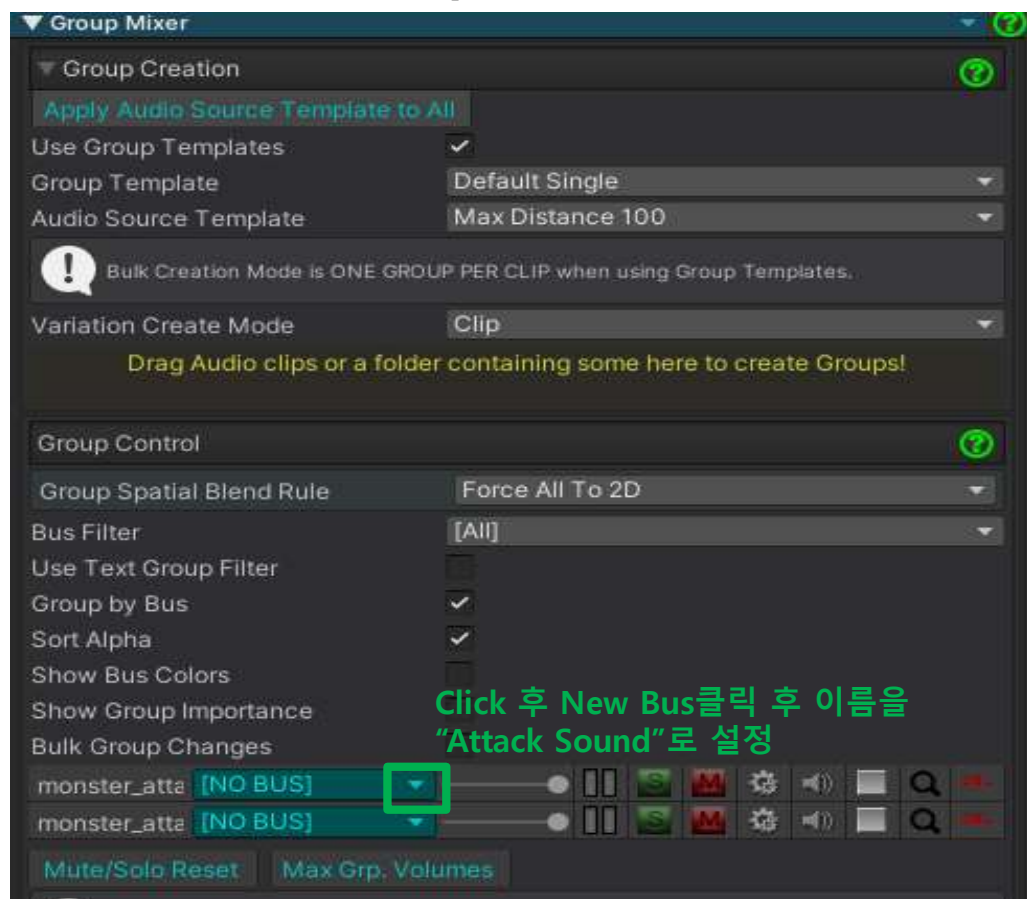 Group Mixer
Group Creation
Apply Audio Source Template to All
Use Group Templates
Group Template Default Single
Audio Source Template Max Distance 100
Bulk Creation Mode is ONE GROUP PER CLIP when using Group Templates.
Variation Create Mode Clip
Drag Audio clips or a folder containing some here to create Groups!
Group Control
Group Spatial Blend Rule Force All To 2D
Bus Filter [All]
Use Text Group Filter
Group by Bus
Sort Alpha
Show Bus Colors
Show Group Importance
Click 후 New Bus클릭 후 이름을
Bulk Group Changes
“Attack Sound”로 설정
monster_atta [NO BUS] S M
monster_atta [NO BUS] S M
Mute/Solo Reset Max Grp. Volumes